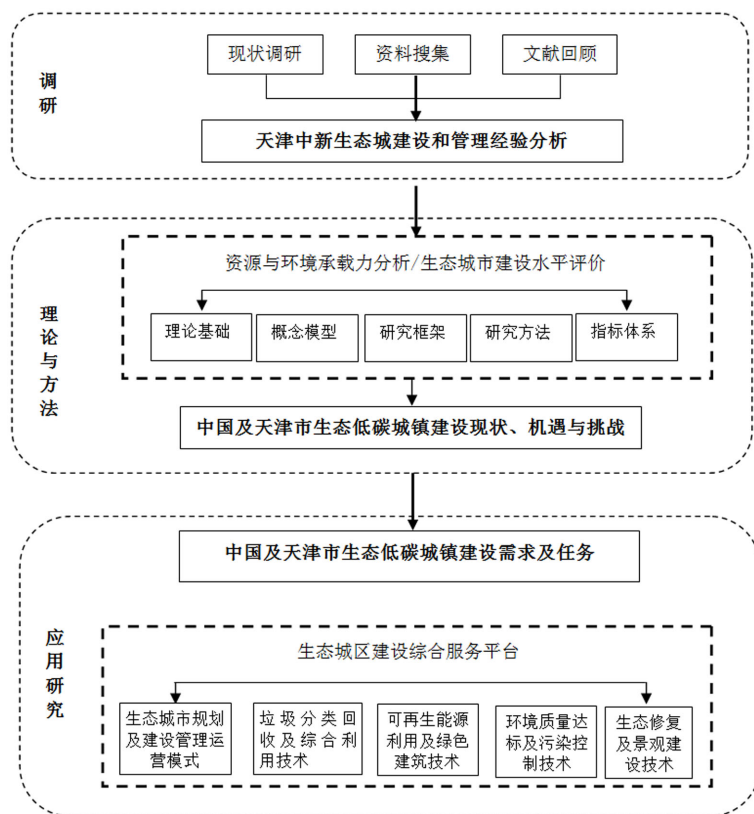 调研
现状调研
资料搜集
文献回顾
天津中新生态城建设和管理经验分析
理论与方法
资源与环境承载力分析/生态城市建设水平评价
理论基础
概念模型
研究框架
研究方法
指标体系
中国及天津市生态低碳城镇建设现状、机遇与挑战
应用研究
中国及天津市生态低碳城镇建设需求及任务
生态城区建设综合服务平台
生态城市规划
及建设管理运
营模式
垃圾分类回
收及综合利
用技术
可再生能源
利用及绿色
建筑技术
环境质量达
标及污染控
制技术
生态修复
及景观建
设技术